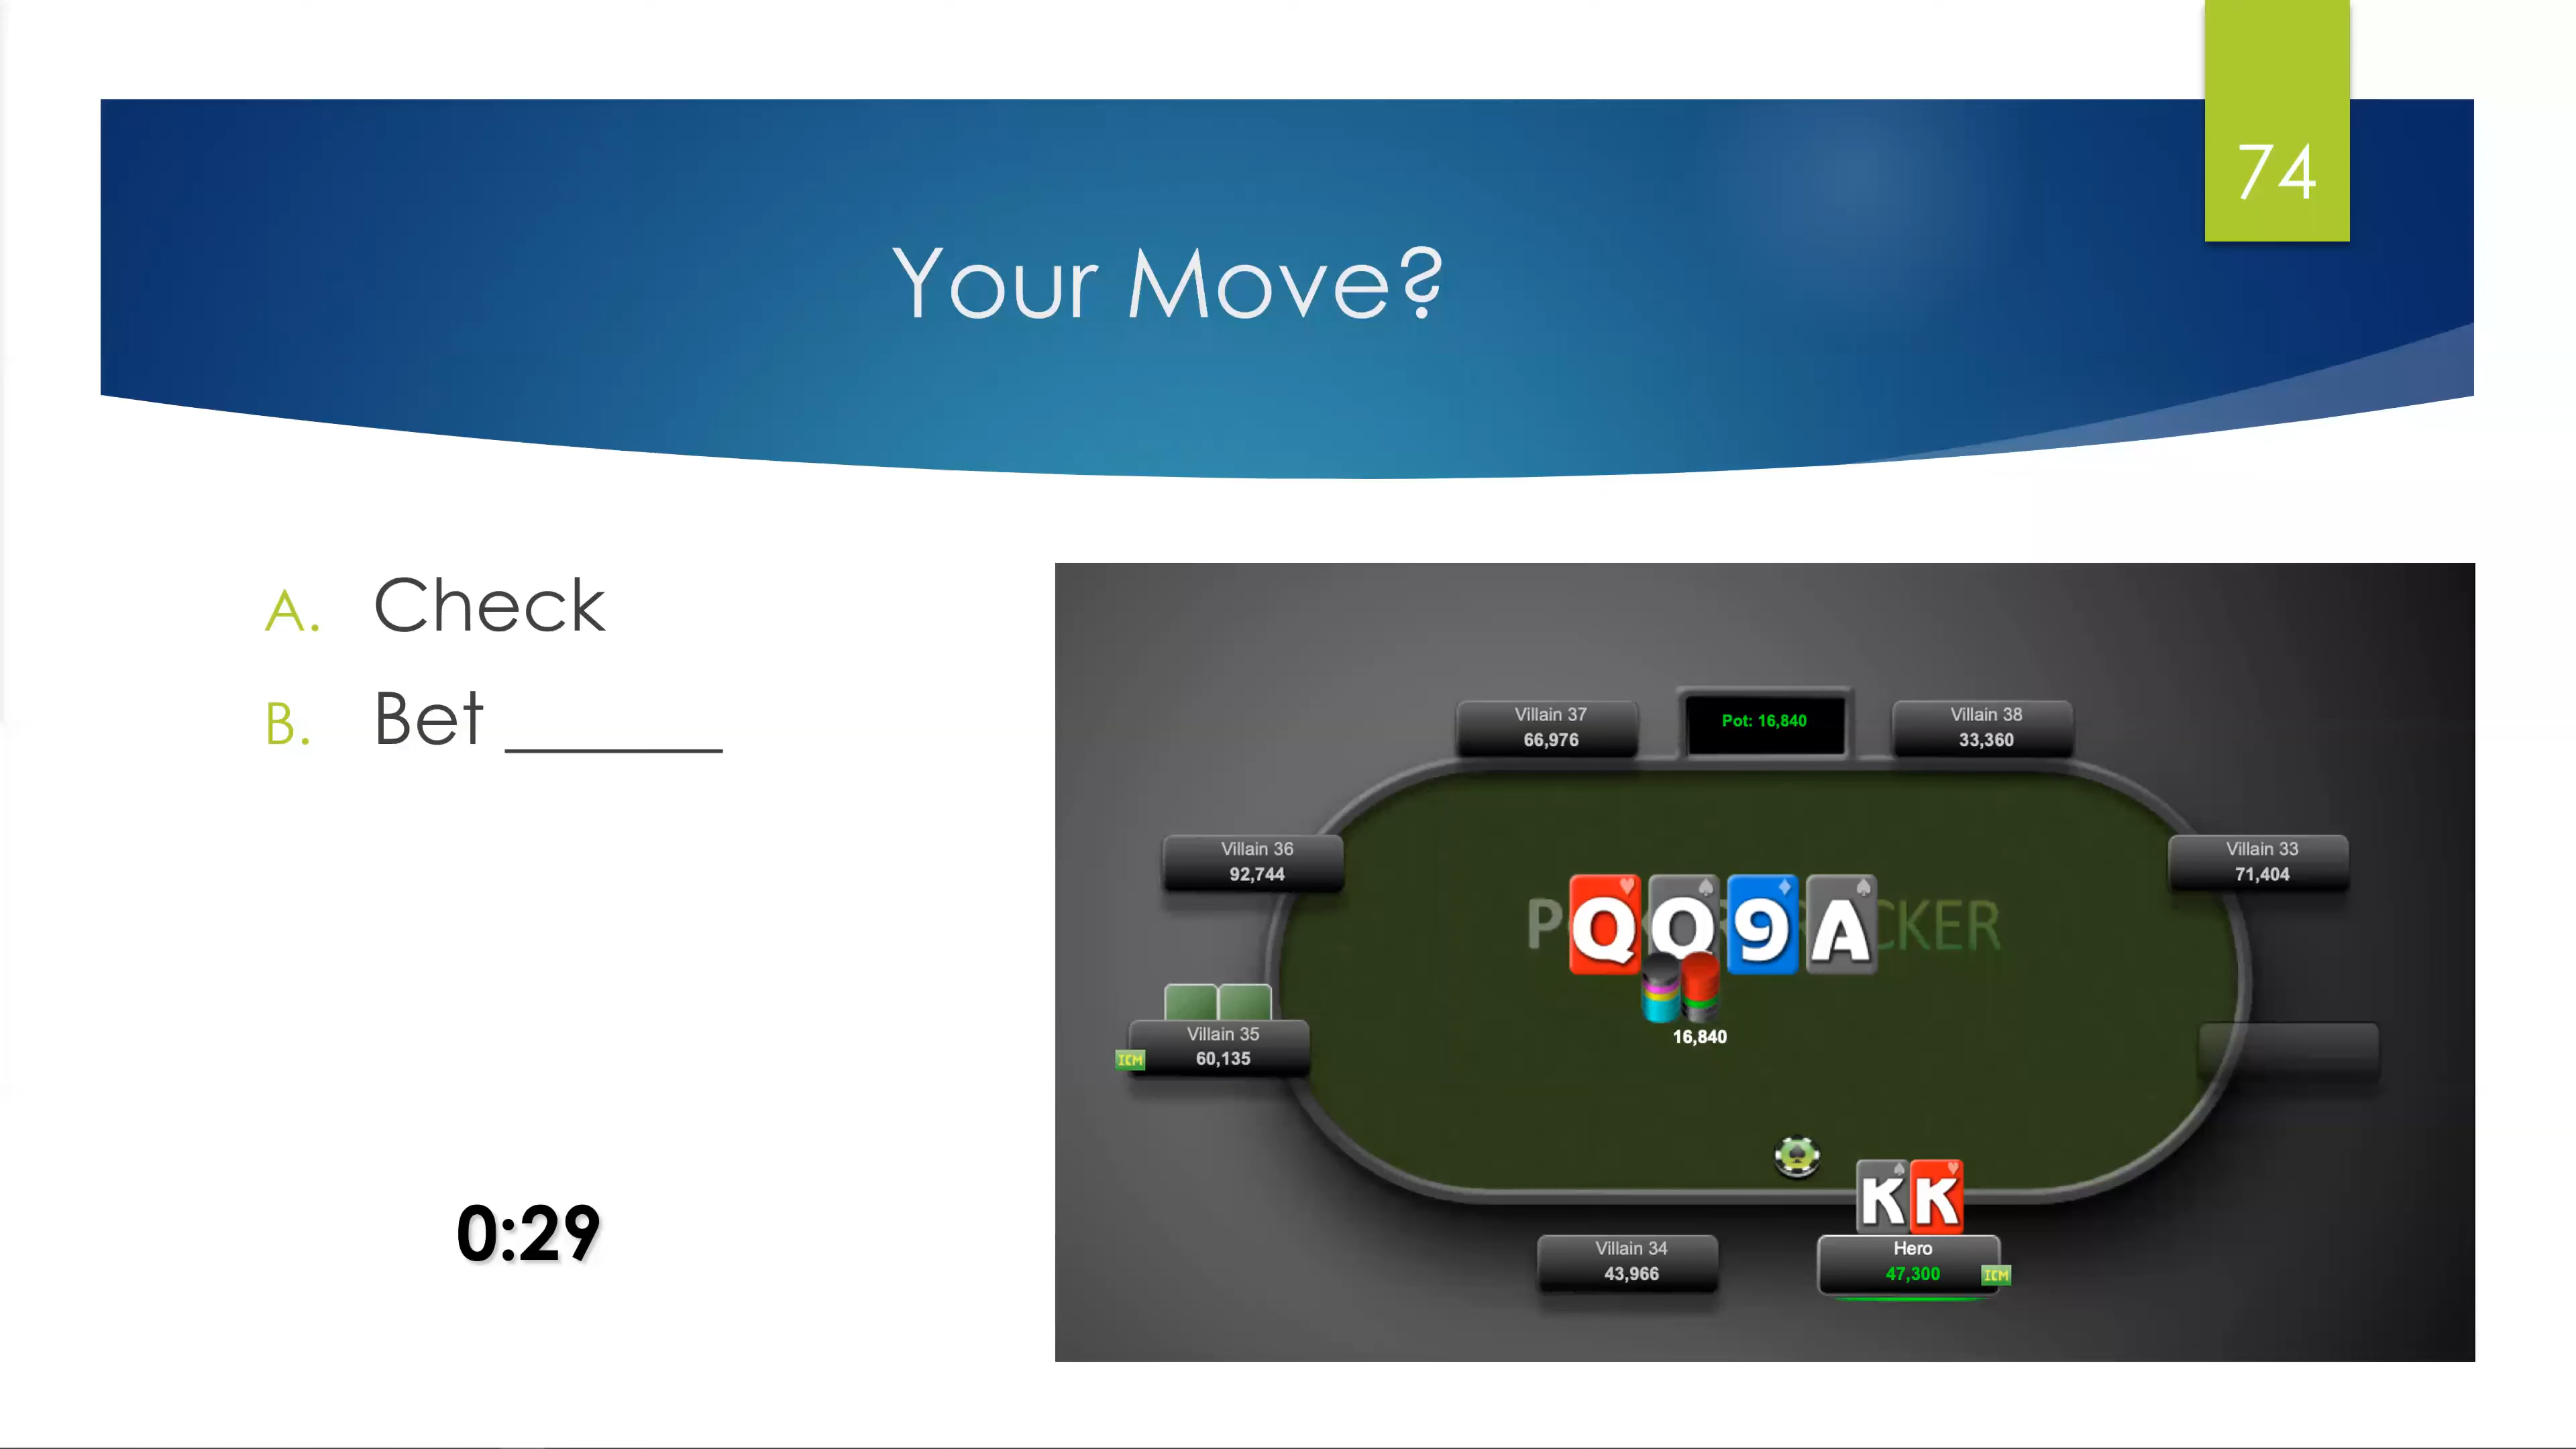 74
Your Move?
A. Check
B. Bet ______
0:29
Villain 37
66,976
Pot: 16,840
Villain 38
33,360
Villain 36
92,744
Villain 33
71,404
Q Q 9 A
16,840
Villain 35
60,135
ICM
K K
Villain 34
43,966
Hero
47,300
ICM